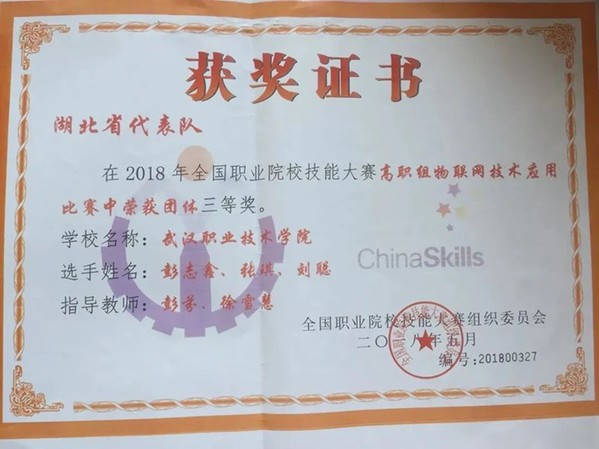 获奖证书
湖北省代表队
在2018年全国职业院校技能大赛高职组物联网技术应用
比赛中荣获团体三等奖。
学校名称：武汉职业技术学院
选手姓名：彭志鑫、张琪、刘聪
指导教师：彭芬、徐雪慧
ChinaSkills
全国职业院校技能大赛组织委员会
二〇一八年五月
编号:201800327